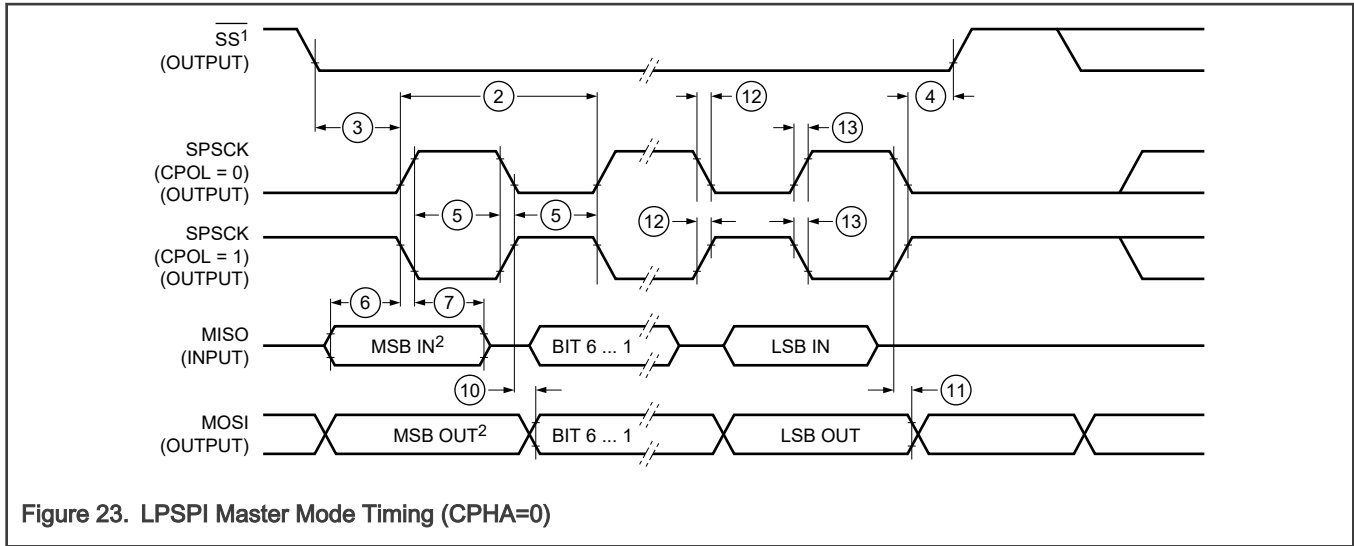 SS1
(OUTPUT)
2
12
4
3
13
SPSCK
(CPOL = 0)
(OUTPUT)
5
5
12
13
SPSCK
(CPOL = 1)
(OUTPUT)
6
7
MISO
(INPUT)
MSB IN2
BIT 6 ... 1
LSB IN
10
11
MOSI
(OUTPUT)
MSB OUT2
BIT 6 ... 1
LSB OUT
Figure 23. LPSPI Master Mode Timing (CPHA=0)